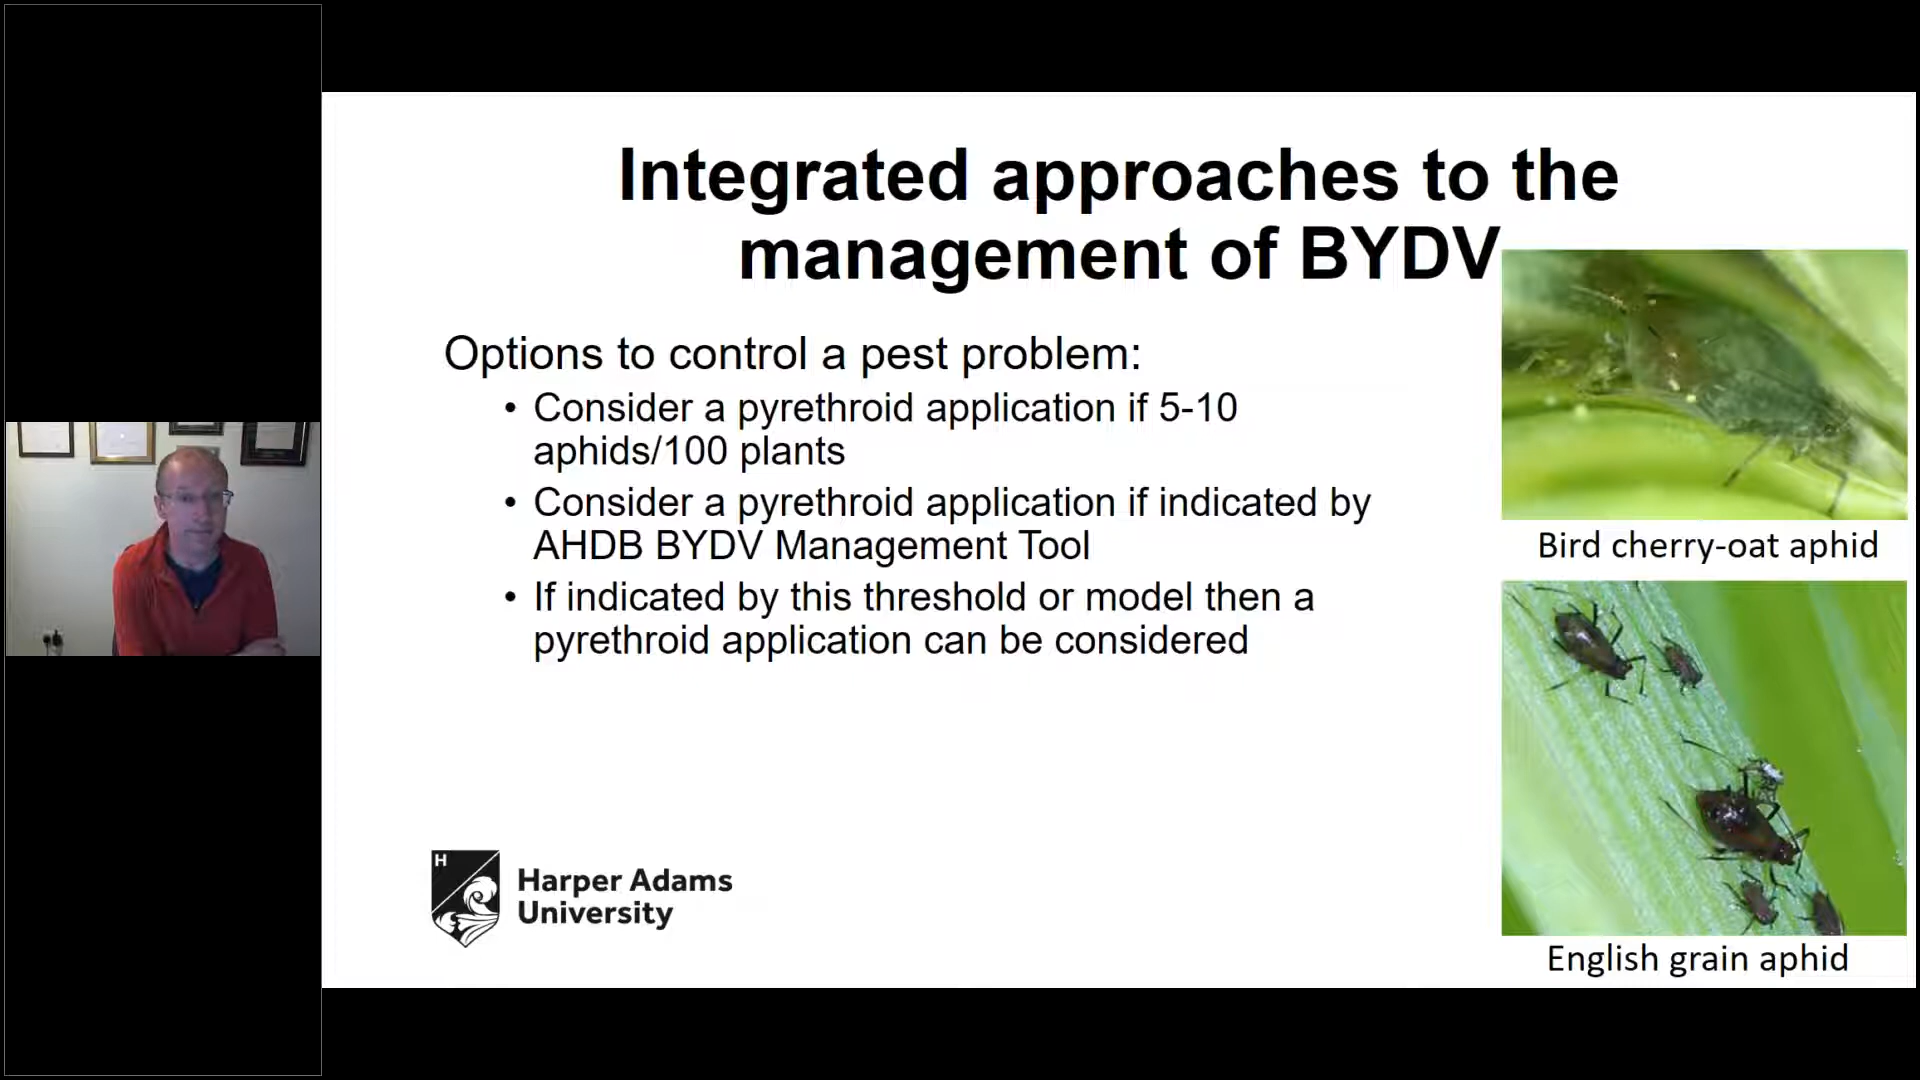 Integrated approaches to the
management of BYDV
Options to control a pest problem:
• Consider a pyrethroid application if 5-10
aphids/100 plants
• Consider a pyrethroid application if indicated by
AHDB BYDV Management Tool
• If indicated by this threshold or model then a
pyrethroid application can be considered
Bird cherry-oat aphid
English grain aphid
H
Harper Adams
University